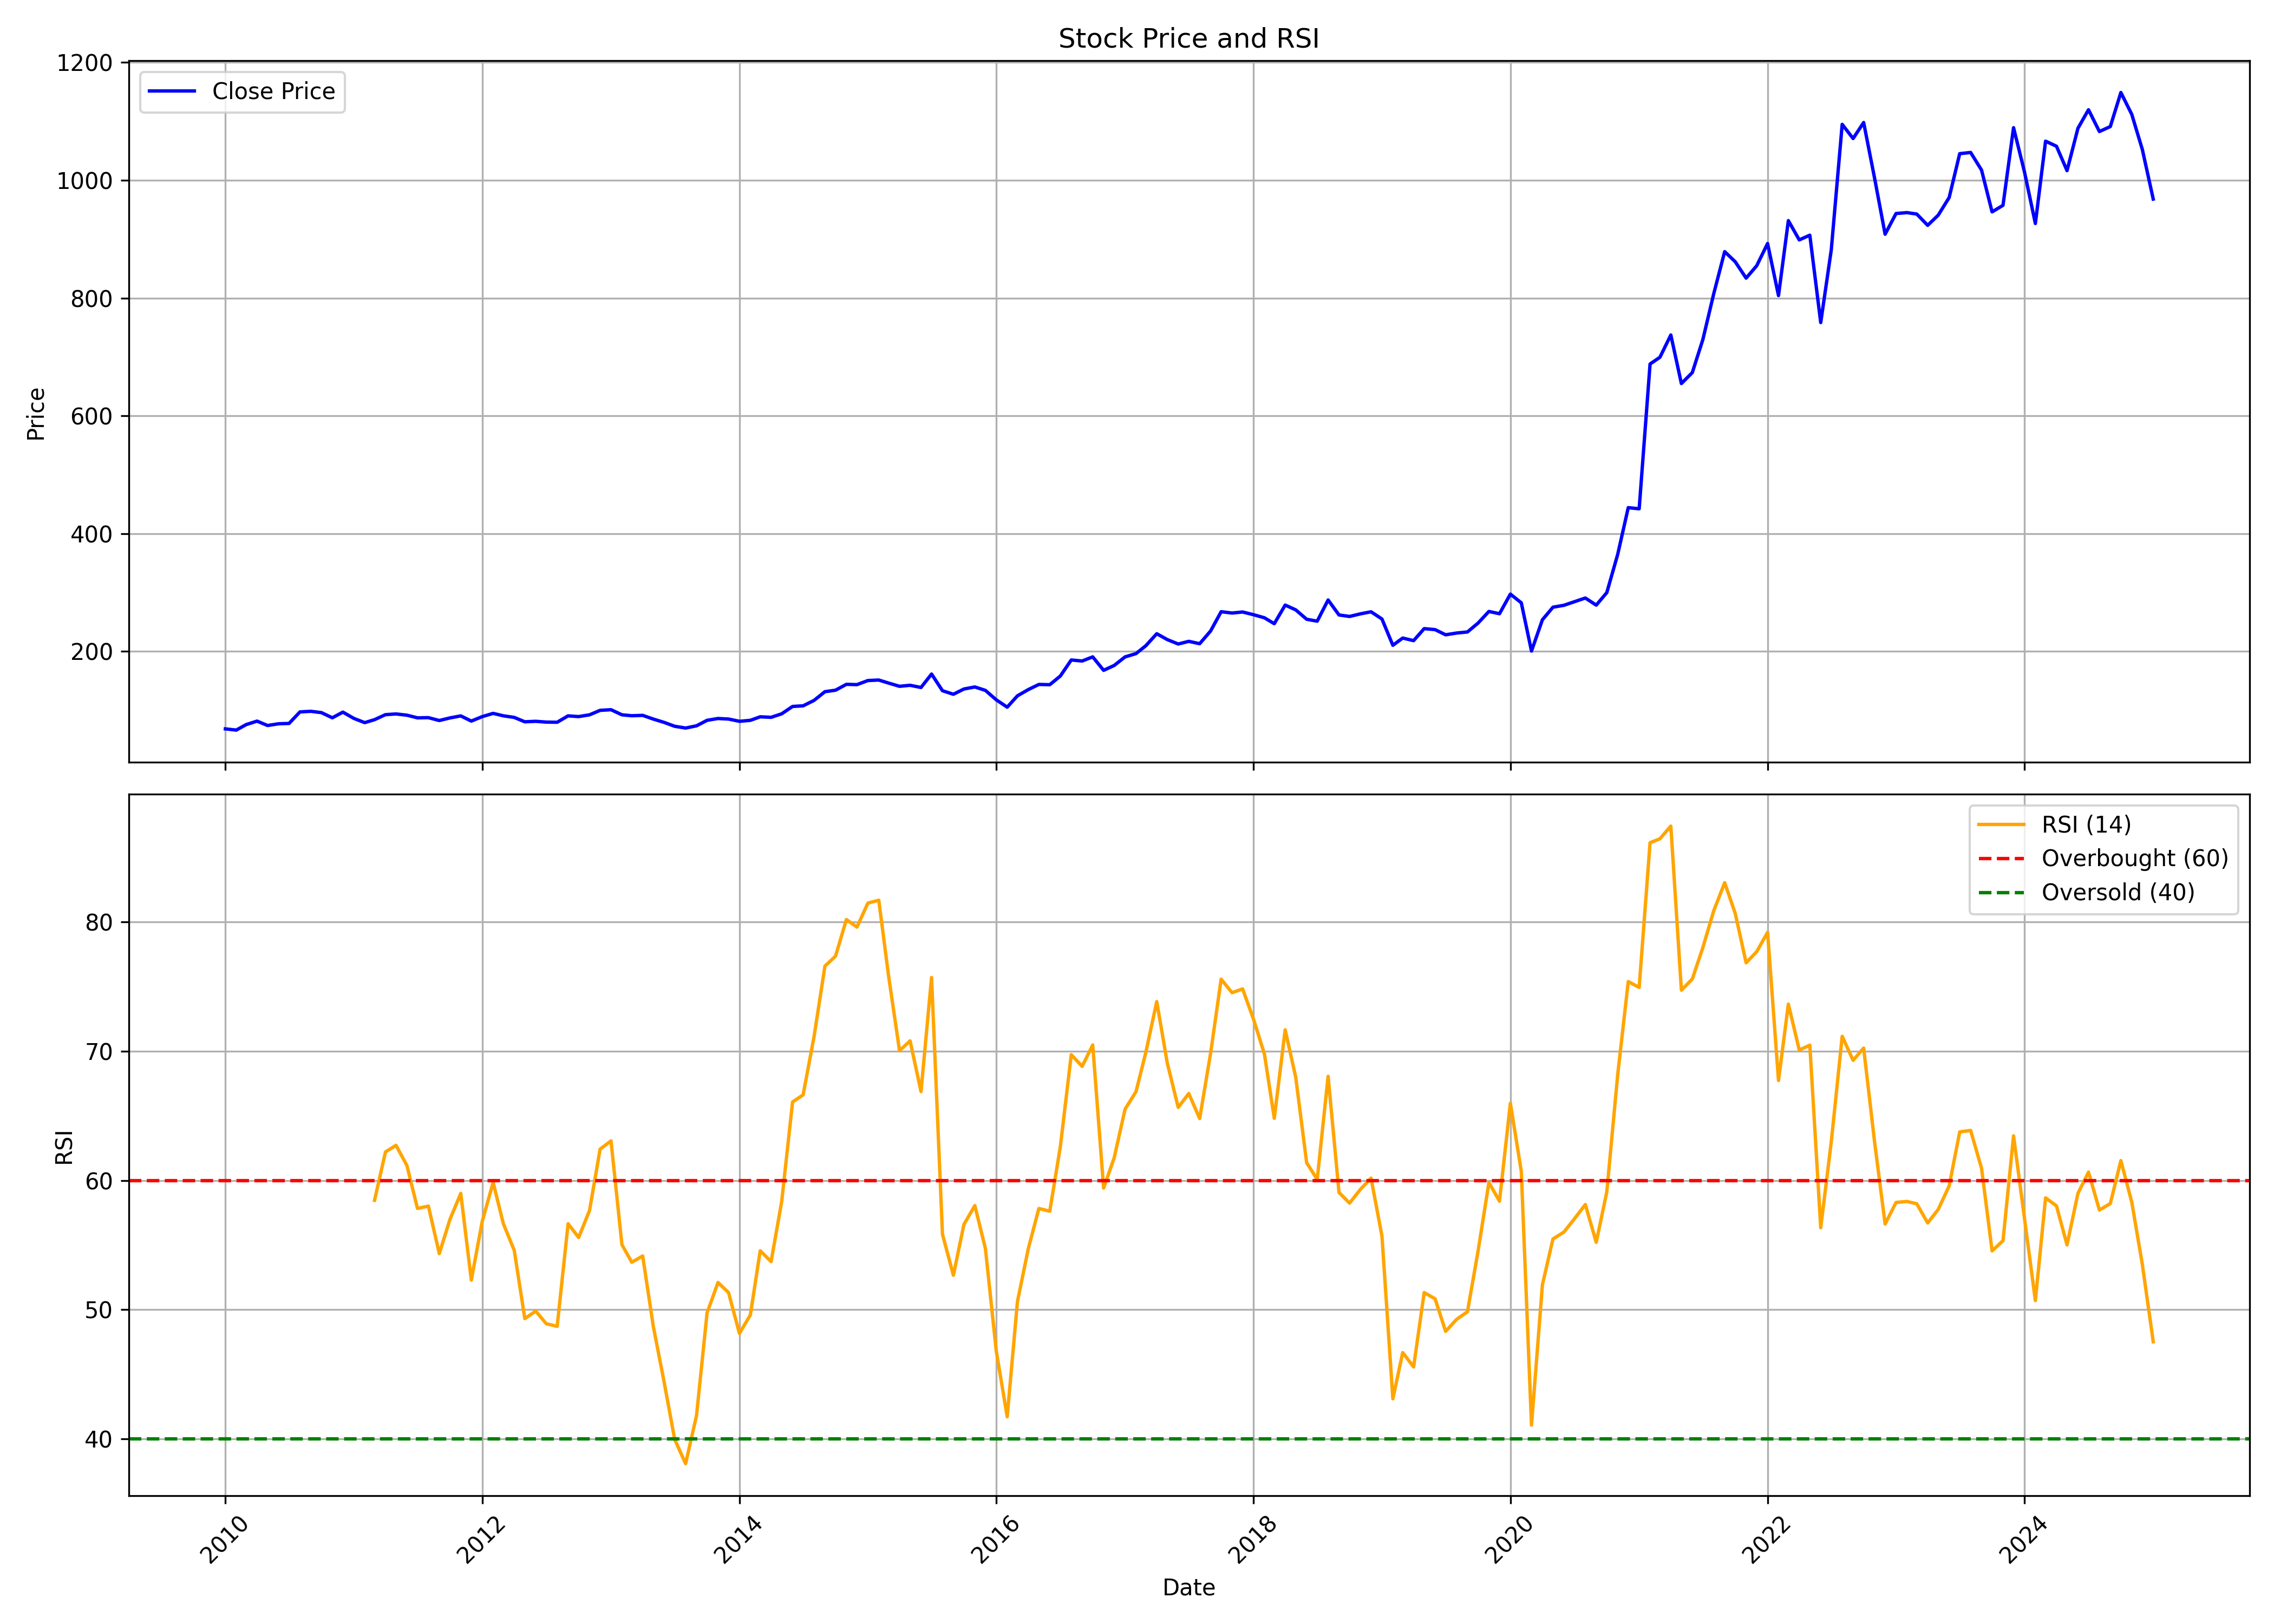 Stock Price and RSI
1200
1000
800
600
400
200
Price
Close Price
80
70
60
50
40
RSI
RSI (14)
Overbought (60)
Oversold (40)
2010
2012
2014
2016
2018
2020
2022
2024
Date